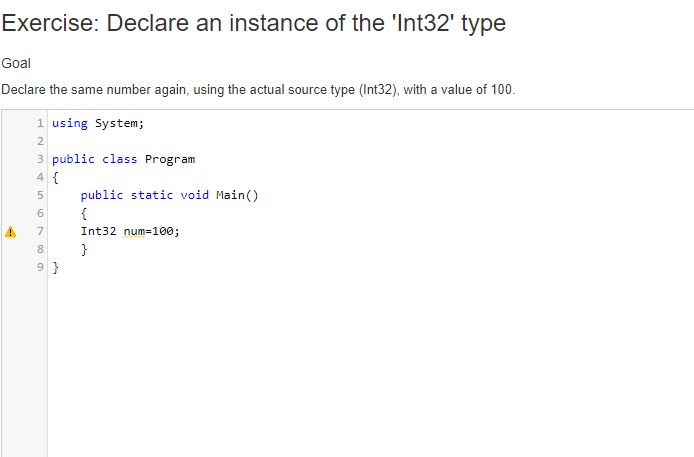 Exercise: Declare an instance of the 'Int32' type
Goal
Declare the same number again, using the actual source type (Int32), with a value of 100.
1 using System;
2
3 public class Program
4 {
5     public static void Main()
6     {
7     Int32 num=100;
8     }
9 }